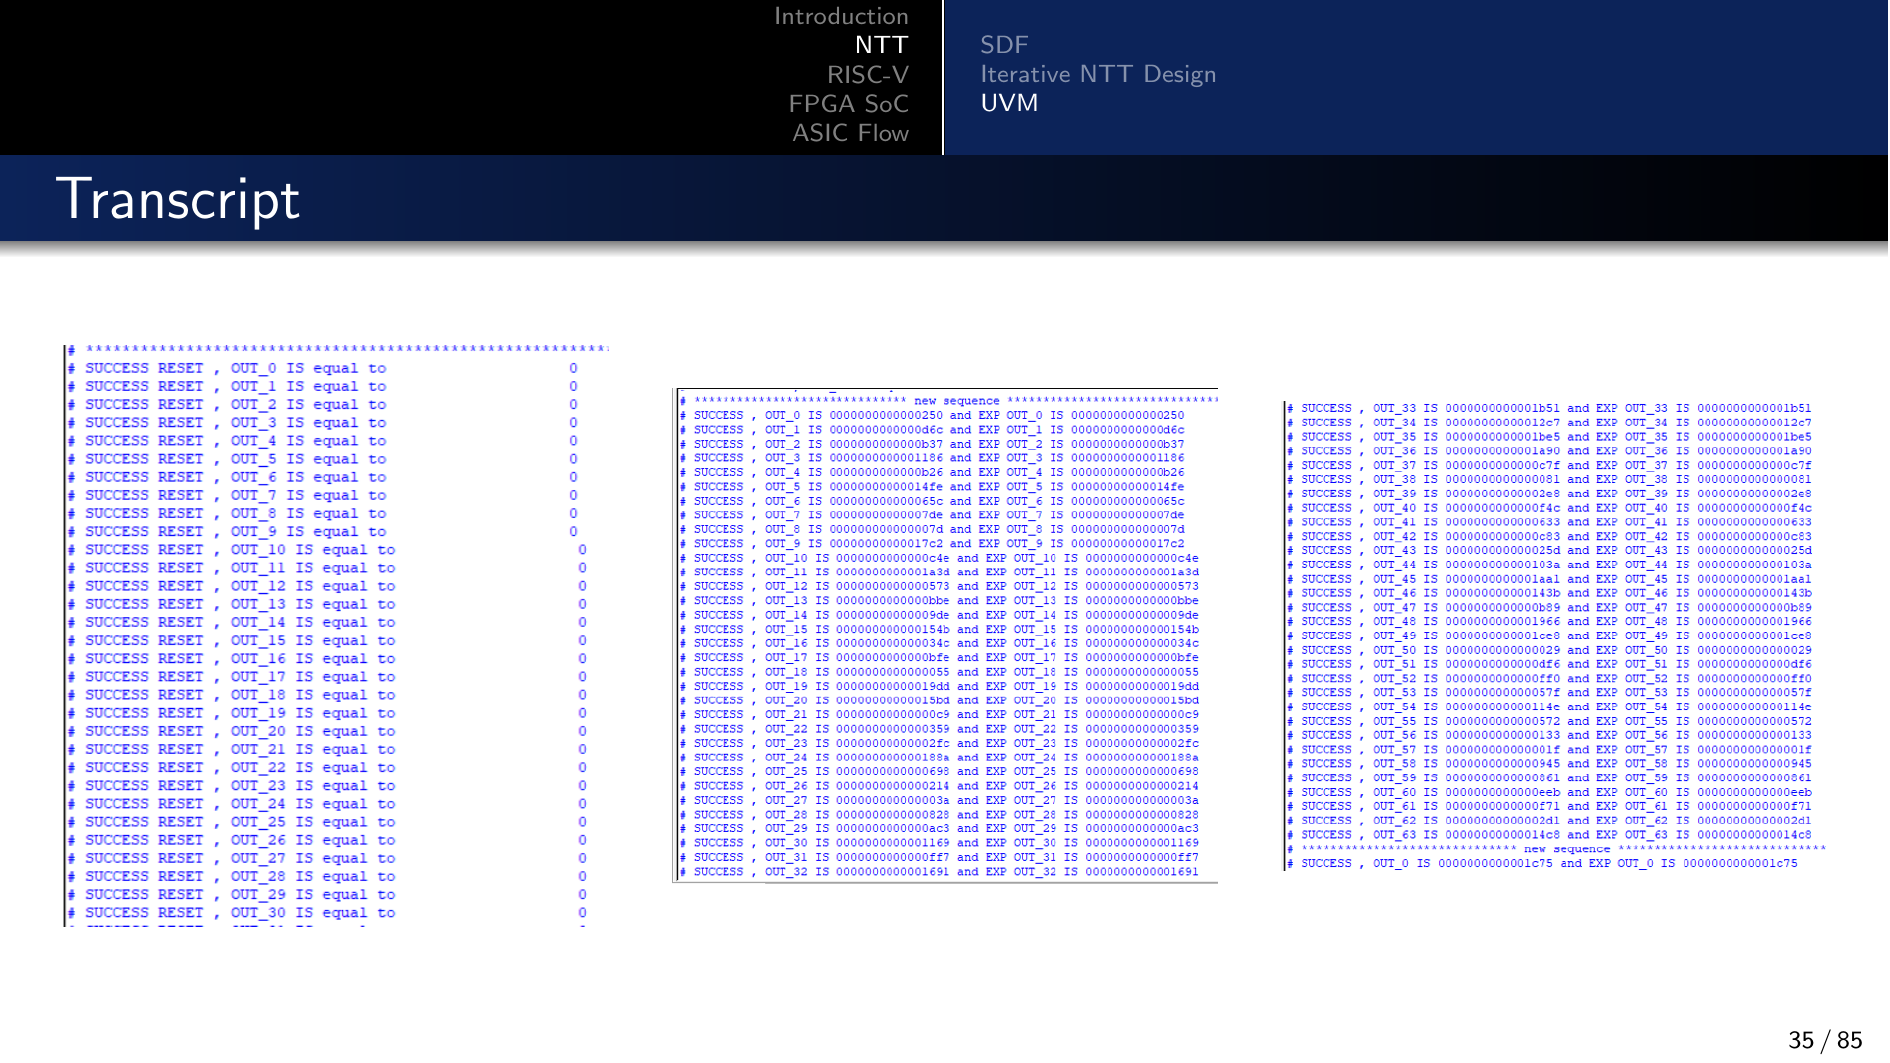 Introduction
NTT
RISC-V
FPGA SoC
ASIC Flow
SDF
Iterative NTT Design
UVM
Transcript
# *********************************************************
# SUCCESS RESET , OUT_0 IS equal to 0
# SUCCESS RESET , OUT_1 IS equal to 0
# SUCCESS RESET , OUT_2 IS equal to 0
# SUCCESS RESET , OUT_3 IS equal to 0
# SUCCESS RESET , OUT_4 IS equal to 0
# SUCCESS RESET , OUT_5 IS equal to 0
# SUCCESS RESET , OUT_6 IS equal to 0
# SUCCESS RESET , OUT_7 IS equal to 0
# SUCCESS RESET , OUT_8 IS equal to 0
# SUCCESS RESET , OUT_9 IS equal to 0
# SUCCESS RESET , OUT_10 IS equal to 0
# SUCCESS RESET , OUT_11 IS equal to 0
# SUCCESS RESET , OUT_12 IS equal to 0
# SUCCESS RESET , OUT_13 IS equal to 0
# SUCCESS RESET , OUT_14 IS equal to 0
# SUCCESS RESET , OUT_15 IS equal to 0
# SUCCESS RESET , OUT_16 IS equal to 0
# SUCCESS RESET , OUT_17 IS equal to 0
# SUCCESS RESET , OUT_18 IS equal to 0
# SUCCESS RESET , OUT_19 IS equal to 0
# SUCCESS RESET , OUT_20 IS equal to 0
# SUCCESS RESET , OUT_21 IS equal to 0
# SUCCESS RESET , OUT_22 IS equal to 0
# SUCCESS RESET , OUT_23 IS equal to 0
# SUCCESS RESET , OUT_24 IS equal to 0
# SUCCESS RESET , OUT_25 IS equal to 0
# SUCCESS RESET , OUT_26 IS equal to 0
# SUCCESS RESET , OUT_27 IS equal to 0
# SUCCESS RESET , OUT_28 IS equal to 0
# SUCCESS RESET , OUT_29 IS equal to 0
# SUCCESS RESET , OUT_30 IS equal to 0
# ****************************** new sequence ******************************
# SUCCESS , OUT_0 IS 0000000000000250 and EXP OUT_0 IS 0000000000000250
# SUCCESS , OUT_1 IS 0000000000000d6c and EXP OUT_1 IS 0000000000000d6c
# SUCCESS , OUT_2 IS 0000000000000b37 and EXP OUT_2 IS 0000000000000b37
# SUCCESS , OUT_3 IS 0000000000001186 and EXP OUT_3 IS 0000000000001186
# SUCCESS , OUT_4 IS 0000000000000b26 and EXP OUT_4 IS 0000000000000b26
# SUCCESS , OUT_5 IS 00000000000014fe and EXP OUT_5 IS 00000000000014fe
# SUCCESS , OUT_6 IS 000000000000065c and EXP OUT_6 IS 000000000000065c
# SUCCESS , OUT_7 IS 00000000000007de and EXP OUT_7 IS 00000000000007de
# SUCCESS , OUT_8 IS 000000000000007d and EXP OUT_8 IS 000000000000007d
# SUCCESS , OUT_9 IS 00000000000017c2 and EXP OUT_9 IS 00000000000017c2
# SUCCESS , OUT_10 IS 0000000000000c4e and EXP OUT_10 IS 0000000000000c4e
# SUCCESS , OUT_11 IS 0000000000001a3d and EXP OUT_11 IS 0000000000001a3d
# SUCCESS , OUT_12 IS 0000000000000573 and EXP OUT_12 IS 0000000000000573
# SUCCESS , OUT_13 IS 0000000000000bbe and EXP OUT_13 IS 0000000000000bbe
# SUCCESS , OUT_14 IS 00000000000009de and EXP OUT_14 IS 00000000000009de
# SUCCESS , OUT_15 IS 000000000000154b and EXP OUT_15 IS 000000000000154b
# SUCCESS , OUT_16 IS 000000000000034c and EXP OUT_16 IS 000000000000034c
# SUCCESS , OUT_17 IS 0000000000000bfe and EXP OUT_17 IS 0000000000000bfe
# SUCCESS , OUT_18 IS 0000000000000055 and EXP OUT_18 IS 0000000000000055
# SUCCESS , OUT_19 IS 00000000000019dd and EXP OUT_19 IS 00000000000019dd
# SUCCESS , OUT_20 IS 00000000000015bd and EXP OUT_20 IS 00000000000015bd
# SUCCESS , OUT_21 IS 00000000000000c9 and EXP OUT_21 IS 00000000000000c9
# SUCCESS , OUT_22 IS 0000000000000359 and EXP OUT_22 IS 0000000000000359
# SUCCESS , OUT_23 IS 00000000000002fc and EXP OUT_23 IS 00000000000002fc
# SUCCESS , OUT_24 IS 000000000000188a and EXP OUT_24 IS 000000000000188a
# SUCCESS , OUT_25 IS 0000000000000698 and EXP OUT_25 IS 0000000000000698
# SUCCESS , OUT_26 IS 0000000000000214 and EXP OUT_26 IS 0000000000000214
# SUCCESS , OUT_27 IS 000000000000003a and EXP OUT_27 IS 000000000000003a
# SUCCESS , OUT_28 IS 0000000000000828 and EXP OUT_28 IS 0000000000000828
# SUCCESS , OUT_29 IS 0000000000000ac3 and EXP OUT_29 IS 0000000000000ac3
# SUCCESS , OUT_30 IS 0000000000001169 and EXP OUT_30 IS 0000000000001169
# SUCCESS , OUT_31 IS 0000000000000ff7 and EXP OUT_31 IS 0000000000000ff7
# SUCCESS , OUT_32 IS 0000000000001691 and EXP OUT_32 IS 0000000000001691
# SUCCESS , OUT_33 IS 0000000000001b51 and EXP OUT_33 IS 0000000000001b51
# SUCCESS , OUT_34 IS 00000000000012c7 and EXP OUT_34 IS 00000000000012c7
# SUCCESS , OUT_35 IS 0000000000001be5 and EXP OUT_35 IS 0000000000001be5
# SUCCESS , OUT_36 IS 0000000000001a90 and EXP OUT_36 IS 0000000000001a90
# SUCCESS , OUT_37 IS 0000000000000c7f and EXP OUT_37 IS 0000000000000c7f
# SUCCESS , OUT_38 IS 0000000000000081 and EXP OUT_38 IS 0000000000000081
# SUCCESS , OUT_39 IS 00000000000002e8 and EXP OUT_39 IS 00000000000002e8
# SUCCESS , OUT_40 IS 0000000000000f4c and EXP OUT_40 IS 0000000000000f4c
# SUCCESS , OUT_41 IS 0000000000000633 and EXP OUT_41 IS 0000000000000633
# SUCCESS , OUT_42 IS 0000000000000c83 and EXP OUT_42 IS 0000000000000c83
# SUCCESS , OUT_43 IS 000000000000025d and EXP OUT_43 IS 000000000000025d
# SUCCESS , OUT_44 IS 000000000000103a and EXP OUT_44 IS 000000000000103a
# SUCCESS , OUT_45 IS 0000000000001aa1 and EXP OUT_45 IS 0000000000001aa1
# SUCCESS , OUT_46 IS 000000000000143b and EXP OUT_46 IS 000000000000143b
# SUCCESS , OUT_47 IS 0000000000000b89 and EXP OUT_47 IS 0000000000000b89
# SUCCESS , OUT_48 IS 0000000000001966 and EXP OUT_48 IS 0000000000001966
# SUCCESS , OUT_49 IS 0000000000001ce8 and EXP OUT_49 IS 0000000000001ce8
# SUCCESS , OUT_50 IS 0000000000000029 and EXP OUT_50 IS 0000000000000029
# SUCCESS , OUT_51 IS 0000000000000df6 and EXP OUT_51 IS 0000000000000df6
# SUCCESS , OUT_52 IS 0000000000000ff0 and EXP OUT_52 IS 0000000000000ff0
# SUCCESS , OUT_53 IS 000000000000057f and EXP OUT_53 IS 000000000000057f
# SUCCESS , OUT_54 IS 000000000000114e and EXP OUT_54 IS 000000000000114e
# SUCCESS , OUT_55 IS 0000000000000572 and EXP OUT_55 IS 0000000000000572
# SUCCESS , OUT_56 IS 0000000000000133 and EXP OUT_56 IS 0000000000000133
# SUCCESS , OUT_57 IS 000000000000001f and EXP OUT_57 IS 000000000000001f
# SUCCESS , OUT_58 IS 0000000000000945 and EXP OUT_58 IS 0000000000000945
# SUCCESS , OUT_59 IS 0000000000000861 and EXP OUT_59 IS 0000000000000861
# SUCCESS , OUT_60 IS 0000000000000eeb and EXP OUT_60 IS 0000000000000eeb
# SUCCESS , OUT_61 IS 0000000000000f71 and EXP OUT_61 IS 0000000000000f71
# SUCCESS , OUT_62 IS 00000000000002d1 and EXP OUT_62 IS 00000000000002d1
# SUCCESS , OUT_63 IS 00000000000014c8 and EXP OUT_63 IS 00000000000014c8
# ****************************** new sequence *****************************
# SUCCESS , OUT_0 IS 0000000000001c75 and EXP OUT_0 IS 0000000000001c75
35 / 85